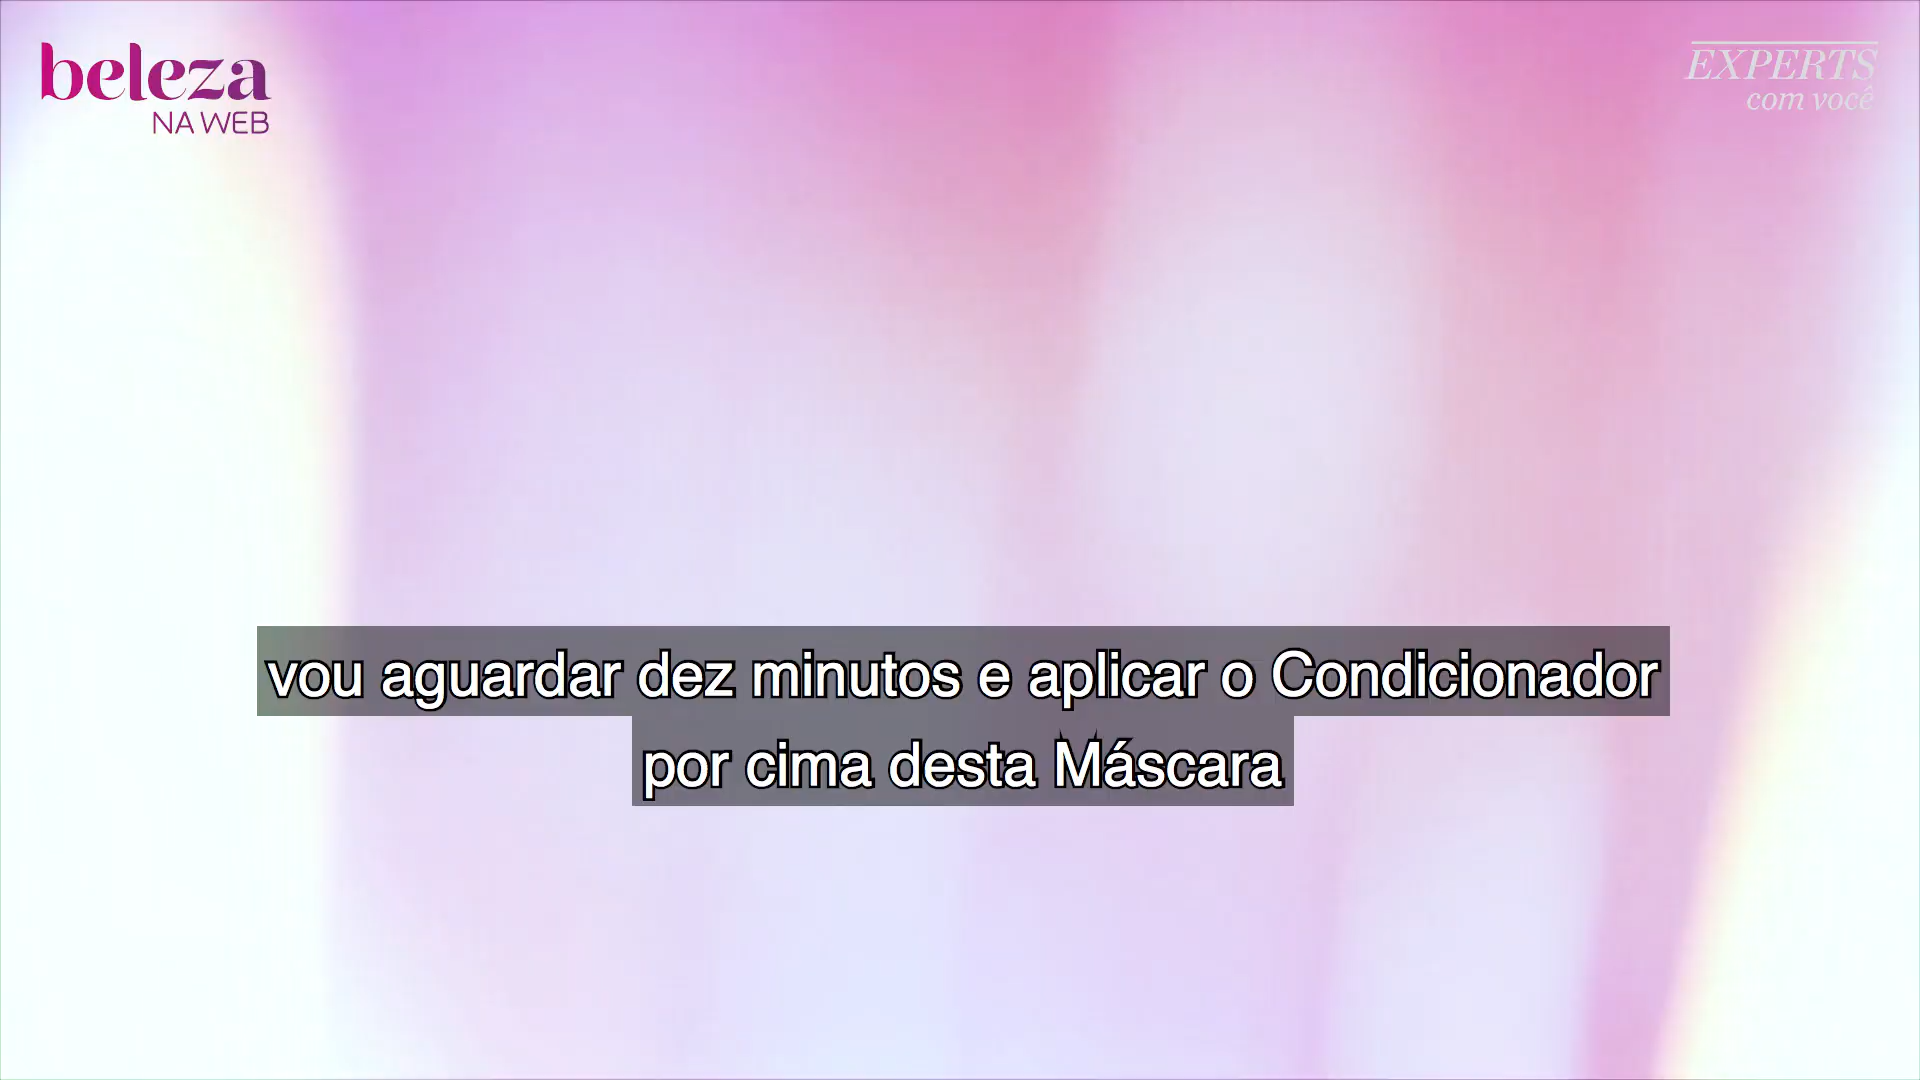 beleza
NA WEB
EXPERTS
com você
vou aguardar dez minutos e aplicar o Condicionador
por cima desta Máscara